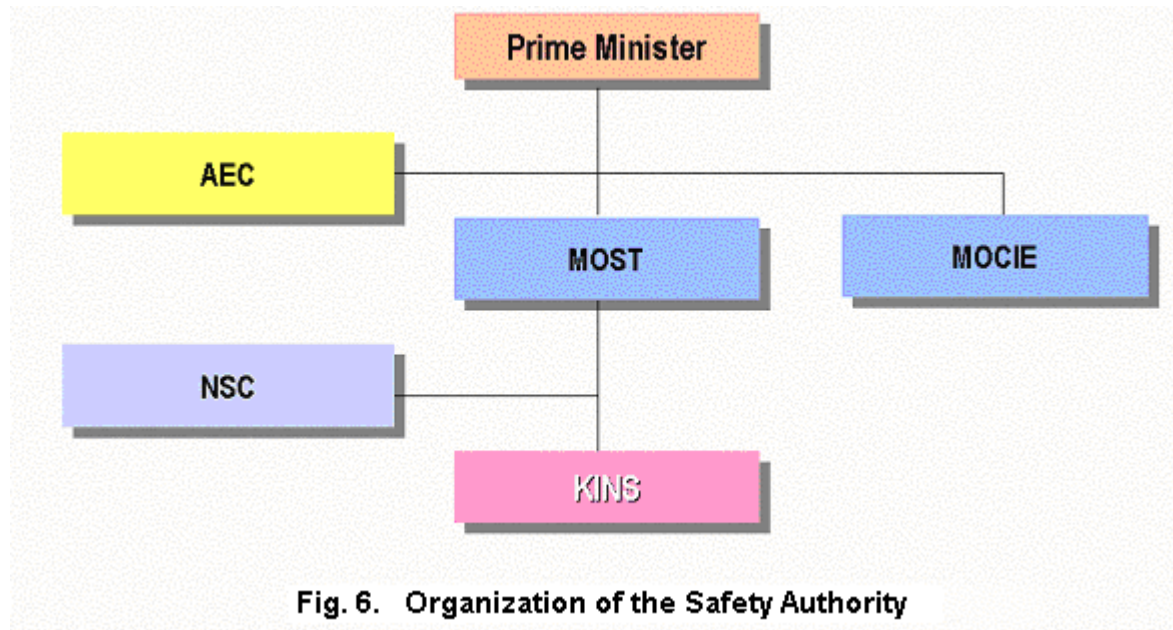 Prime Minister
AEC
MOST
MOCIE
NSC
KINS
Fig. 6. Organization of the Safety Authority